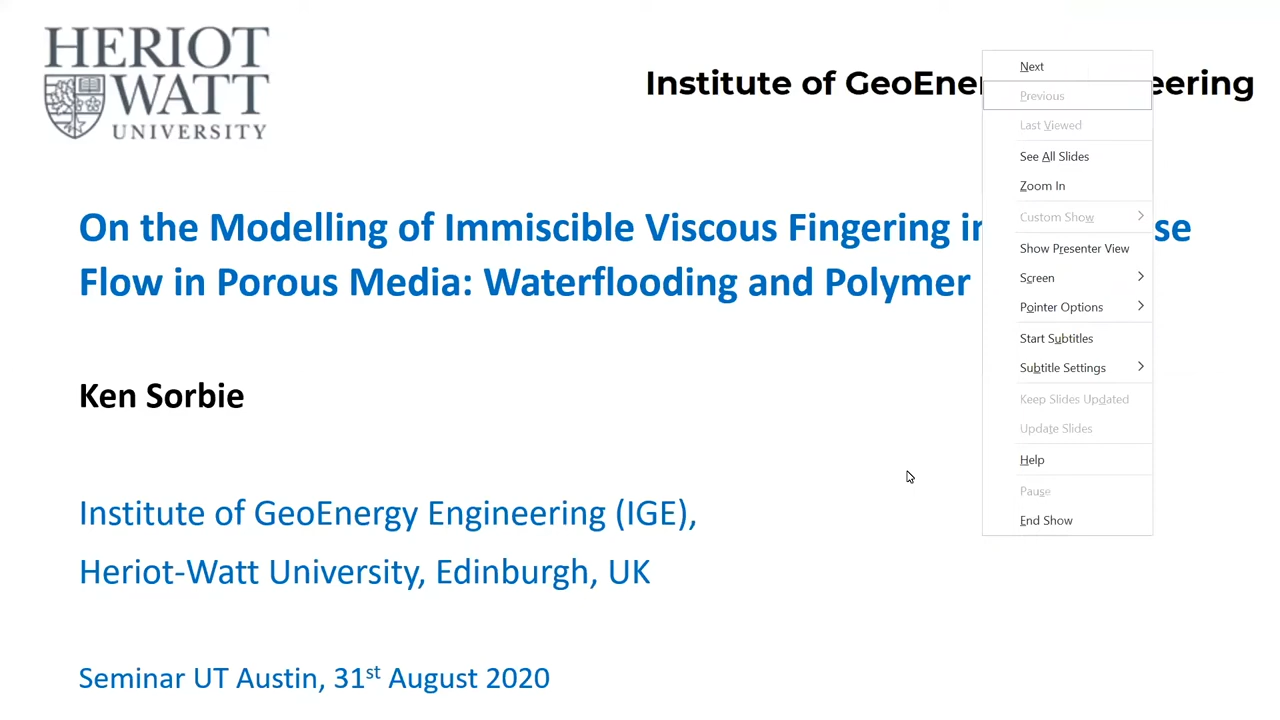 HERIOT
WATT
UNIVERSITY
Institute of GeoEner eering
On the Modelling of Immiscible Viscous Fingering in se
Flow in Porous Media: Waterflooding and Polymer
Ken Sorbie
Institute of GeoEnergy Engineering (IGE),
Heriot-Watt University, Edinburgh, UK
Seminar UT Austin, 31st August 2020
Next
Previous
Last Viewed
See All Slides
Zoom In
Custom Show
Show Presenter View
Screen
Pointer Options
Start Subtitles
Subtitle Settings
Keep Slides Updated
Update Slides
Help
Pause
End Show